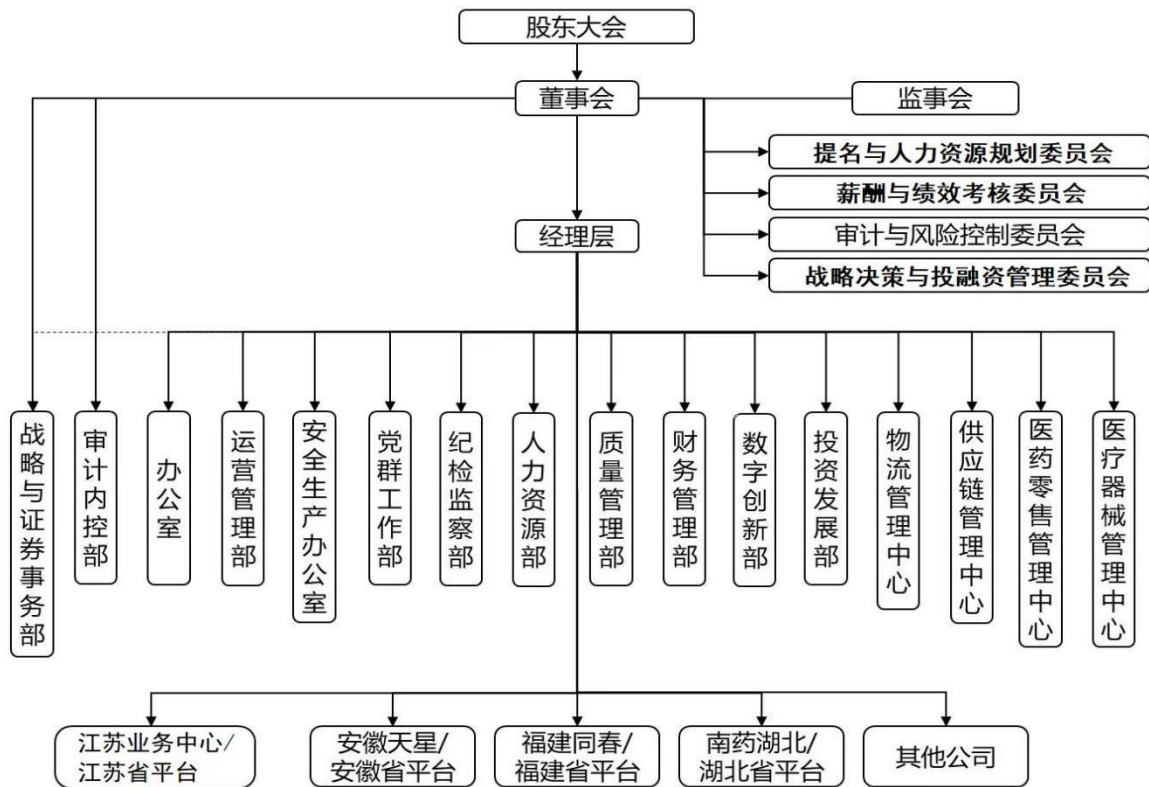 股东大会
董事会
监事会
提名与人力资源规划委员会
薪酬与绩效考核委员会
经理层
审计与风险控制委员会
战略决策与投融资管理委员会
战略与证券事务部
审计内控部
办公室
运营管理部
安全生产办公室
党群工作部
纪检监察部
人力资源部
质量管理部
财务管理部
数字创新部
投资发展部
物流管理中心
供应链管理中心
医药零售管理中心
医疗器械管理中心
江苏业务中心/
江苏省平台
安徽天星/
安徽省平台
福建同春/
福建省平台
南药湖北/
湖北省平台
其他公司